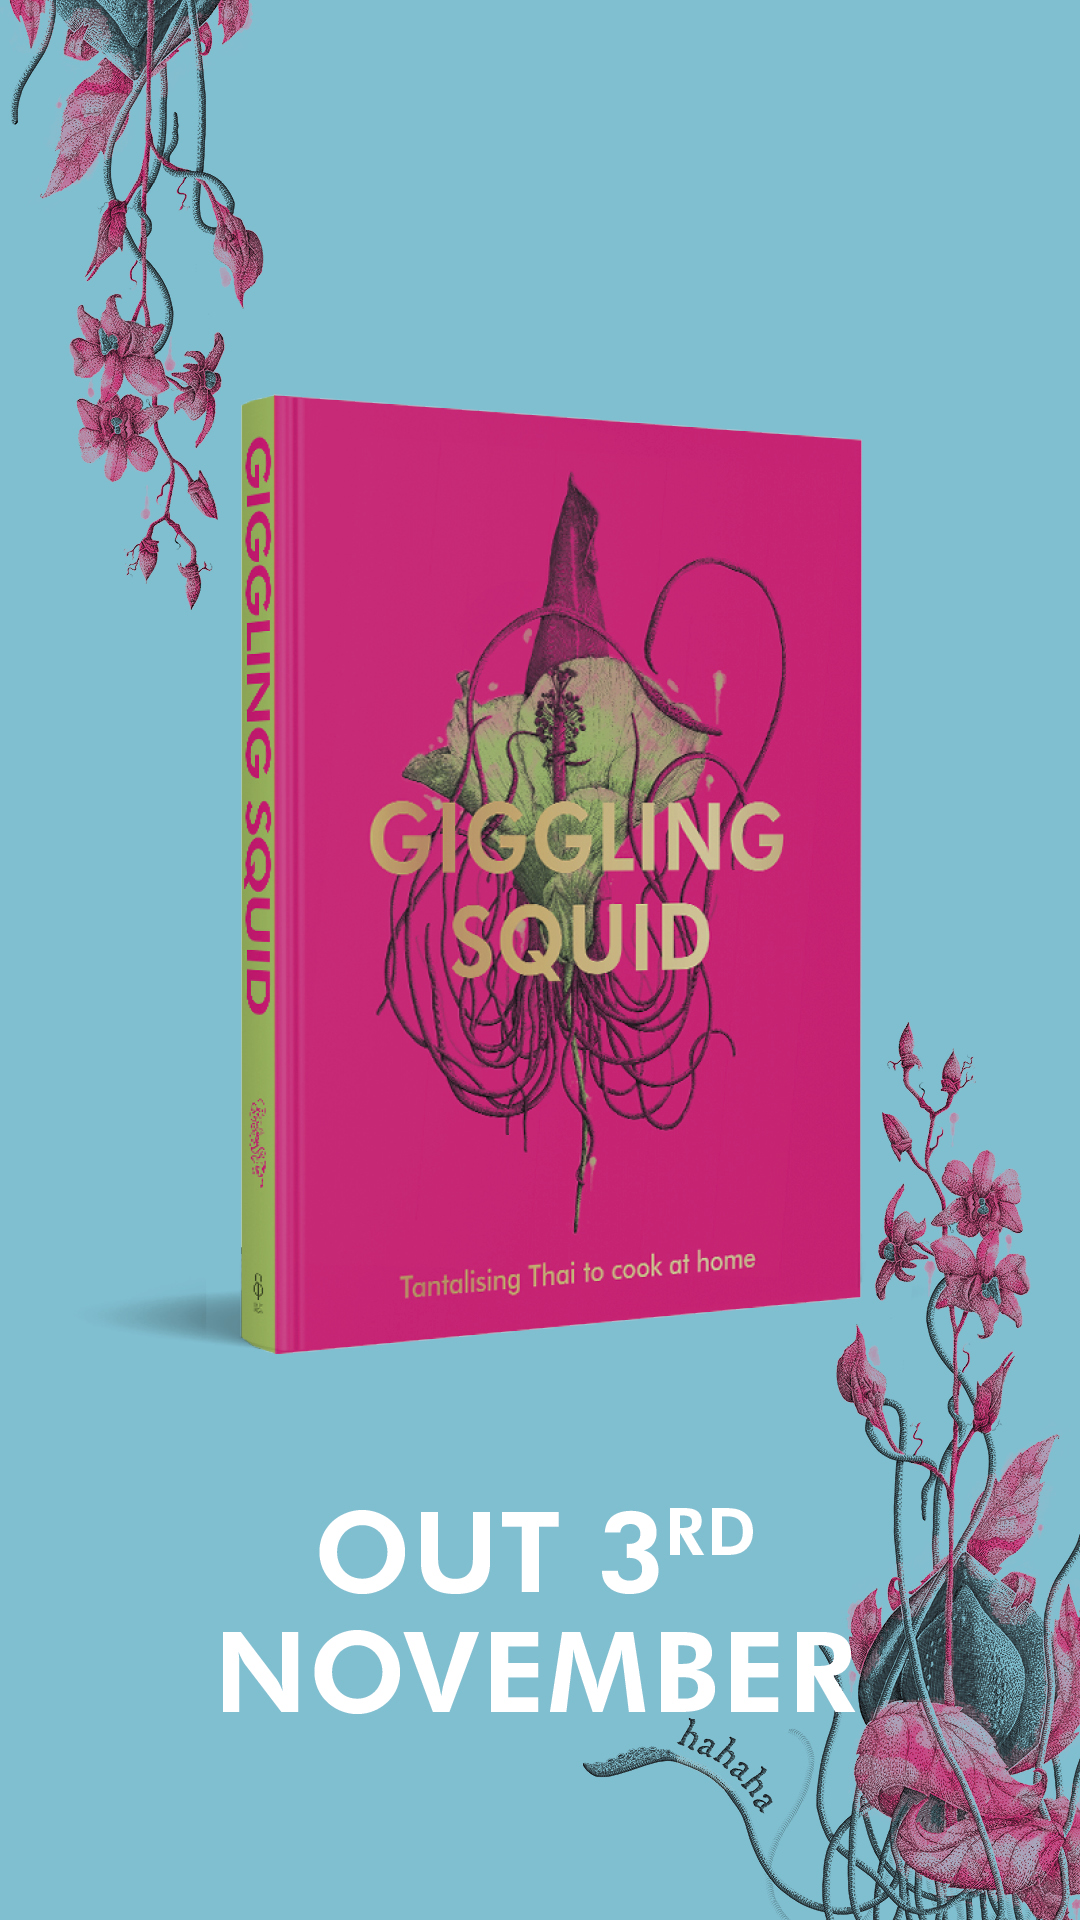 GIGGLING SQUID
GIGGLING
SQUID
Tantalising Thai to cook at home
OUT 3RD
NOVEMBER
hahaha